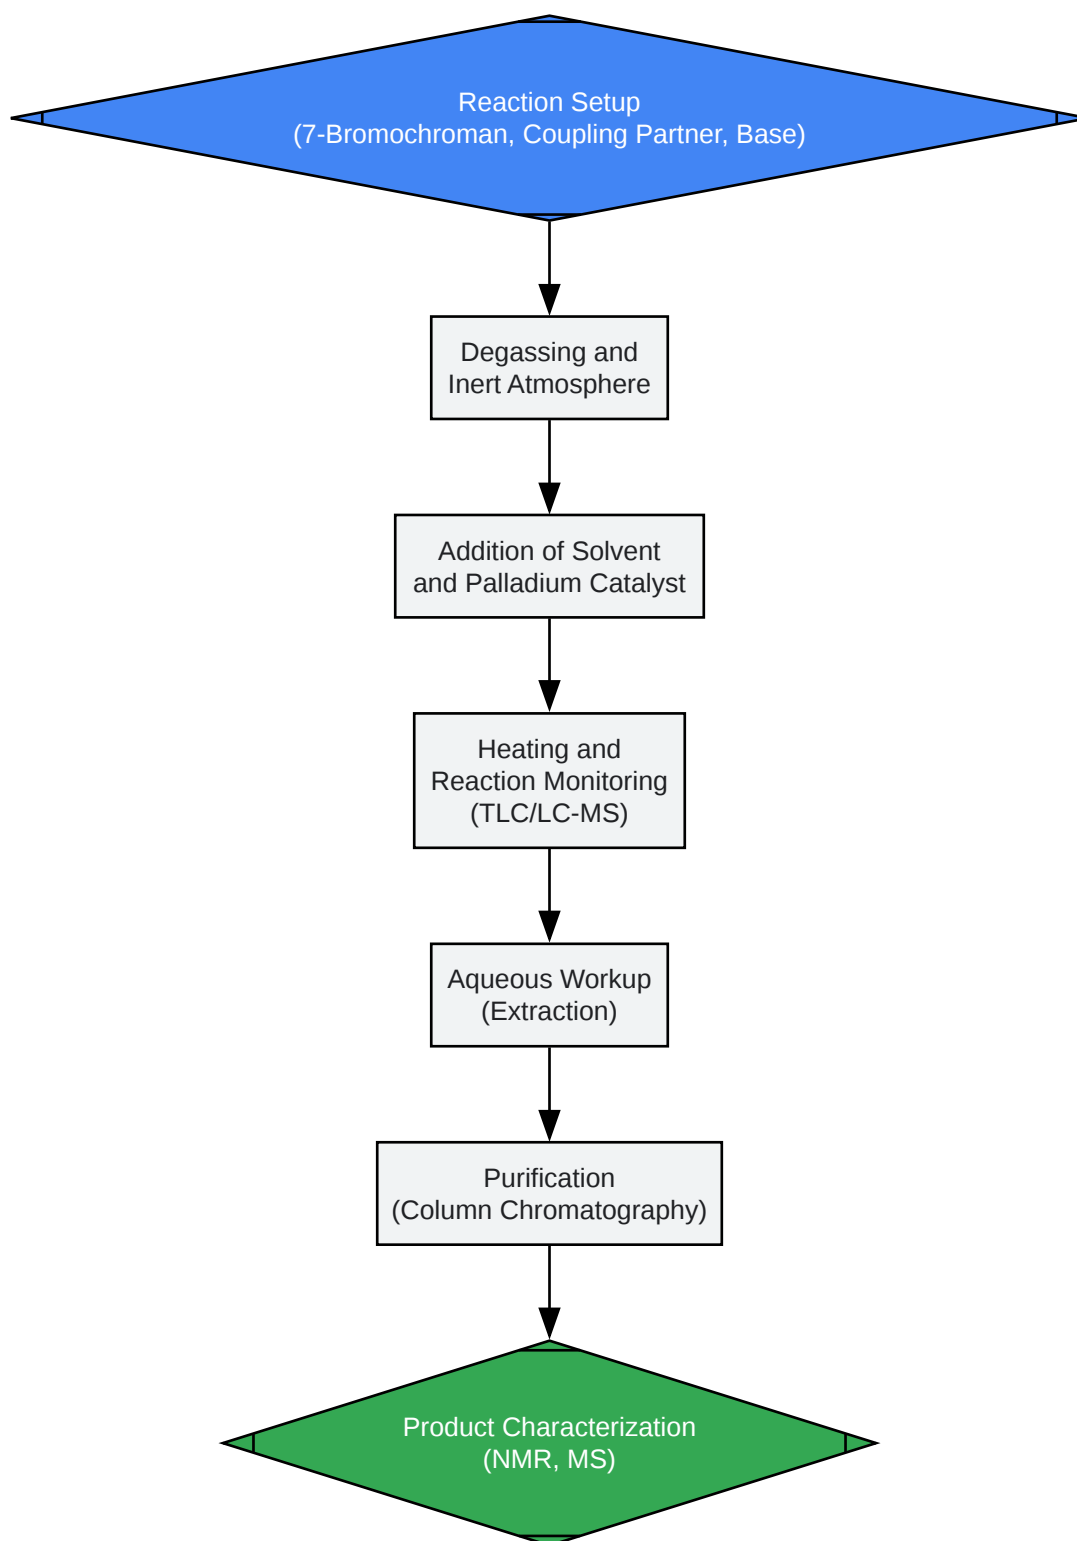 Reaction Setup
(7-Bromochroman, Coupling Partner, Base)
Degassing and
Inert Atmosphere
Addition of Solvent
and Palladium Catalyst
Heating and
Reaction Monitoring
(TLC/LC-MS)
Aqueous Workup
(Extraction)
Purification
(Column Chromatography)
Product Characterization
(NMR, MS)